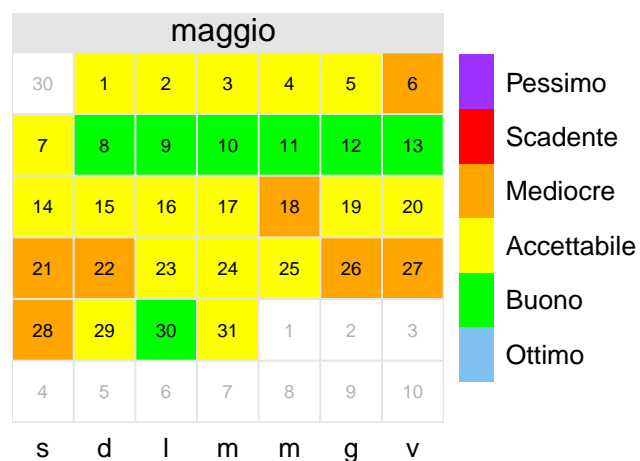 maggio
30 1 2 3 4 5 6
7 8 9 10 11 12 13
14 15 16 17 18 19 20
21 22 23 24 25 26 27
28 29 30 31 1 2 3
4 5 6 7 8 9 10
s d l m m g v
Pessimo
Scadente
Mediocre
Accettabile
Buono
Ottimo